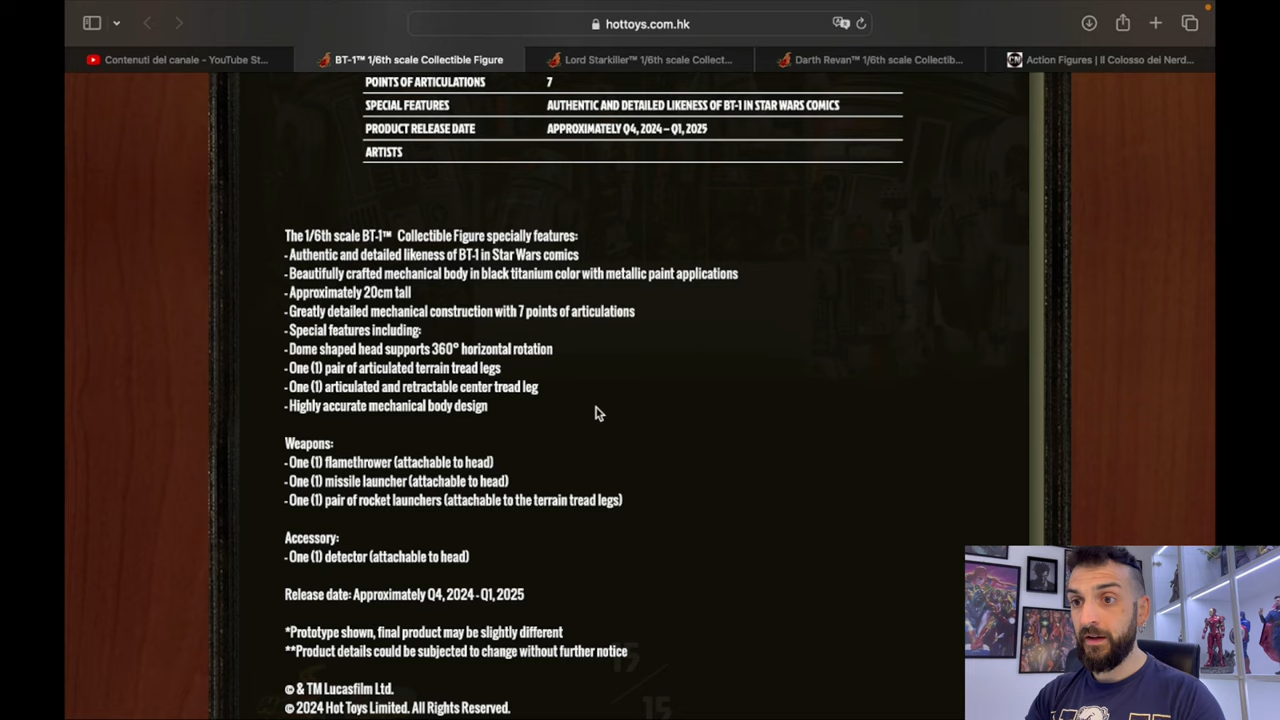 hottoys.com.hk
Contenuti del canale - YouTube St...
BT-1™ 1/6th scale Collectible Figure
Lord Starkiller™ 1/6th scale Collect...
Darth Revan™ 1/6th scale Collectib...
CN
Action Figures | Il Colosso dei Nerd...
POINTS OF ARTICULATIONS 7
SPECIAL FEATURES AUTHENTIC AND DETAILED LIKENESS OF BT-1 IN STAR WARS COMICS
PRODUCT RELEASE DATE APPROXIMATELY Q4, 2024 – Q1, 2025
ARTISTS
The 1/6th scale BT-1™ Collectible Figure specially features:
- Authentic and detailed likeness of BT-1 in Star Wars comics
- Beautifully crafted mechanical body in black titanium color with metallic paint applications
- Approximately 20cm tall
- Greatly detailed mechanical construction with 7 points of articulations
- Special features including:
- Dome shaped head supports 360° horizontal rotation
- One (1) pair of articulated terrain tread legs
- One (1) articulated and retractable center tread leg
- Highly accurate mechanical body design
Weapons:
- One (1) flamethrower (attachable to head)
- One (1) missile launcher (attachable to head)
- One (1) pair of rocket launchers (attachable to the terrain tread legs)
Accessory:
- One (1) detector (attachable to head)
Release date: Approximately Q4, 2024 - Q1, 2025
*Prototype shown, final product may be slightly different
**Product details could be subjected to change without further notice
15
15
© & TM Lucasfilm Ltd.
© 2024 Hot Toys Limited. All Rights Reserved.